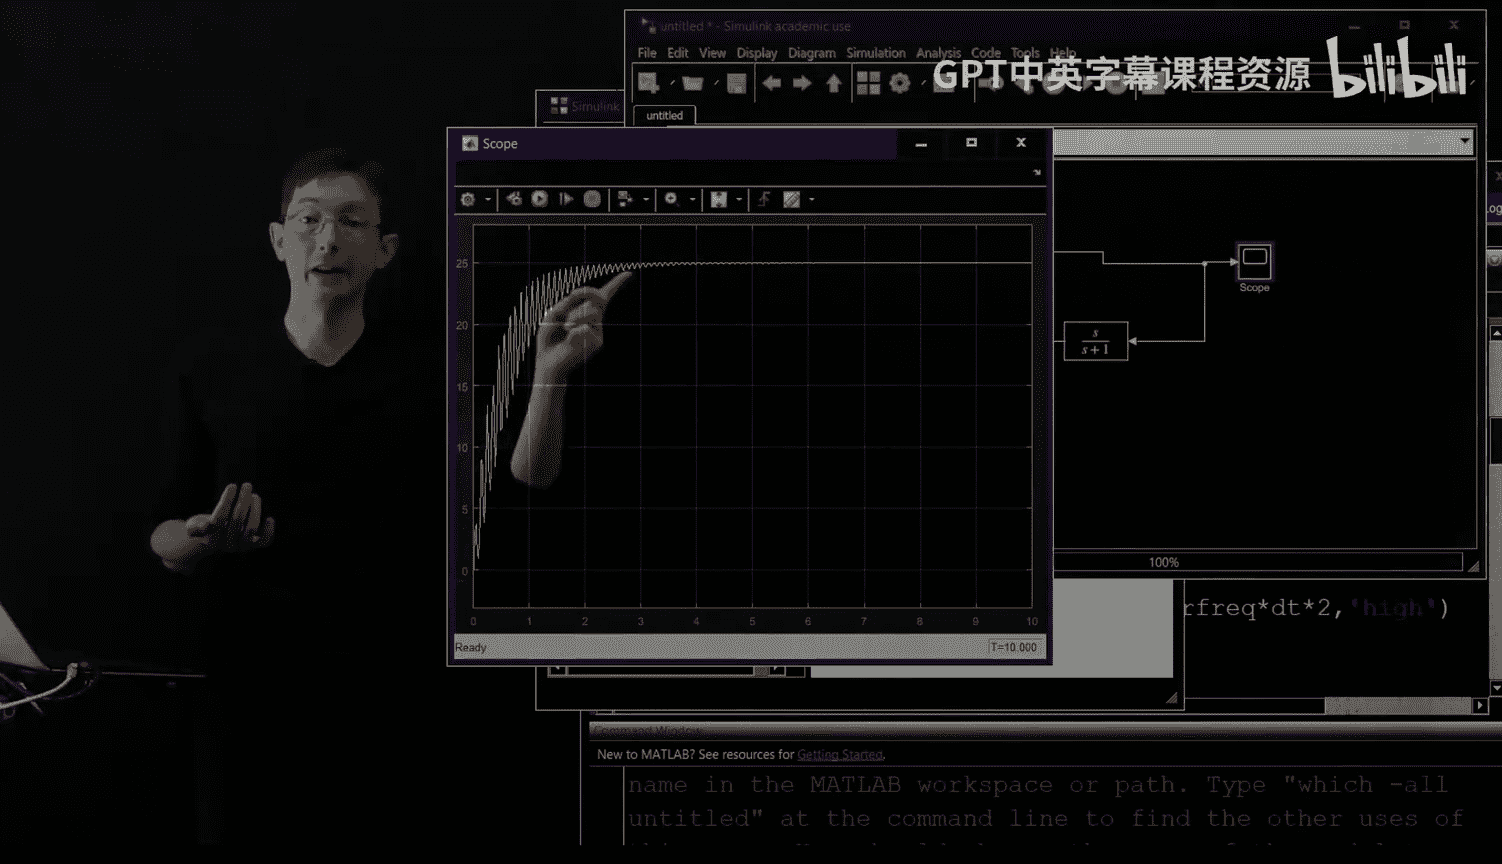 untitled * - Simulink academic use
File Edit View Display Diagram Simulation Analysis Code Tools Help
GPT中英字幕课程资源 bilibili
Simulink
untitled
Scope
25
20
15
10
5
0
0 1 2 3 4 5 6 7 8 9 10
Ready
T=10.000
Scope
s
s+1
100%
rfreq*dt*2,'high')
Command Window
New to MATLAB? See resources for Getting Started.
name in the MATLAB workspace or path. Type "which -all
untitled" at the command line to find the other uses of